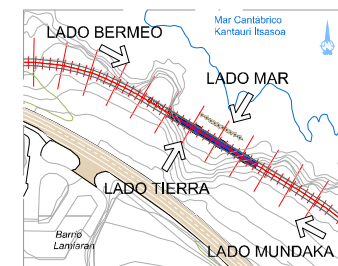 Mar Cantábrico
Kantauri Itsasoa
LADO BERMEO
LADO MAR
LADO TIERRA
Barrio
Lamiaran
LADO MUNDAKA